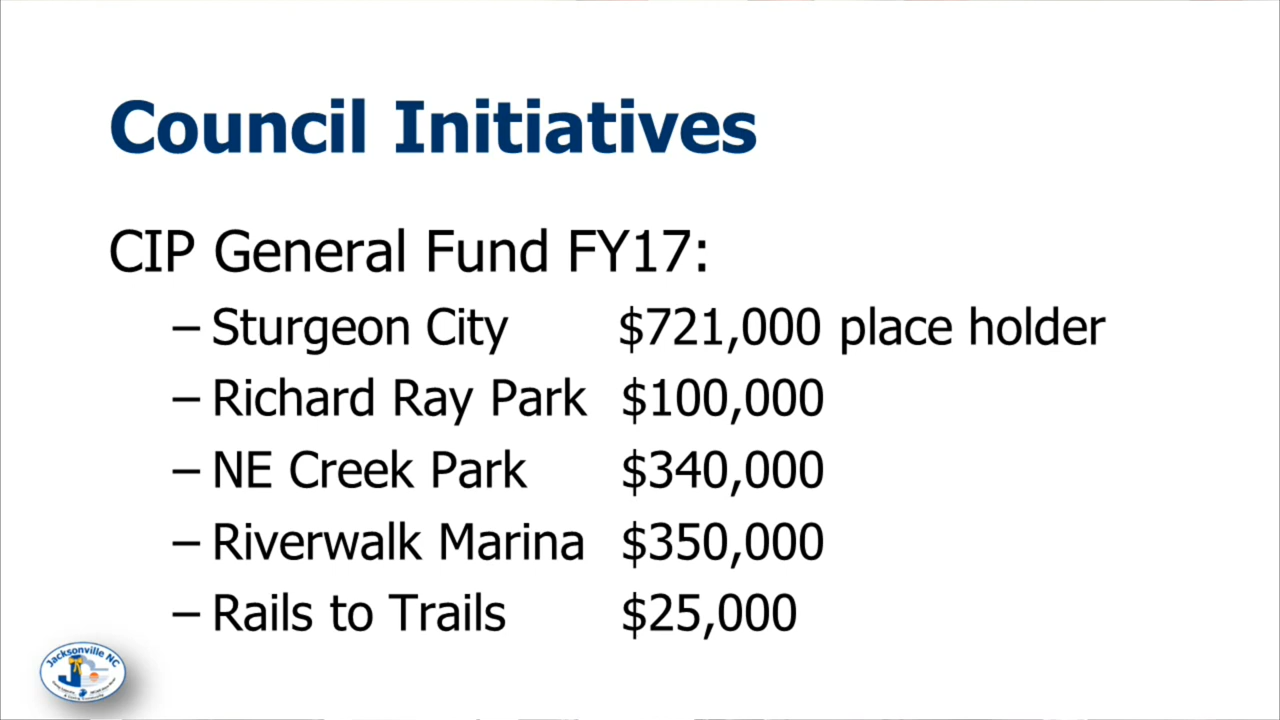 Council Initiatives
CIP General Fund FY17:
– Sturgeon City $721,000 place holder
– Richard Ray Park $100,000
– NE Creek Park $340,000
– Riverwalk Marina $350,000
– Rails to Trails $25,000
Jacksonville NC